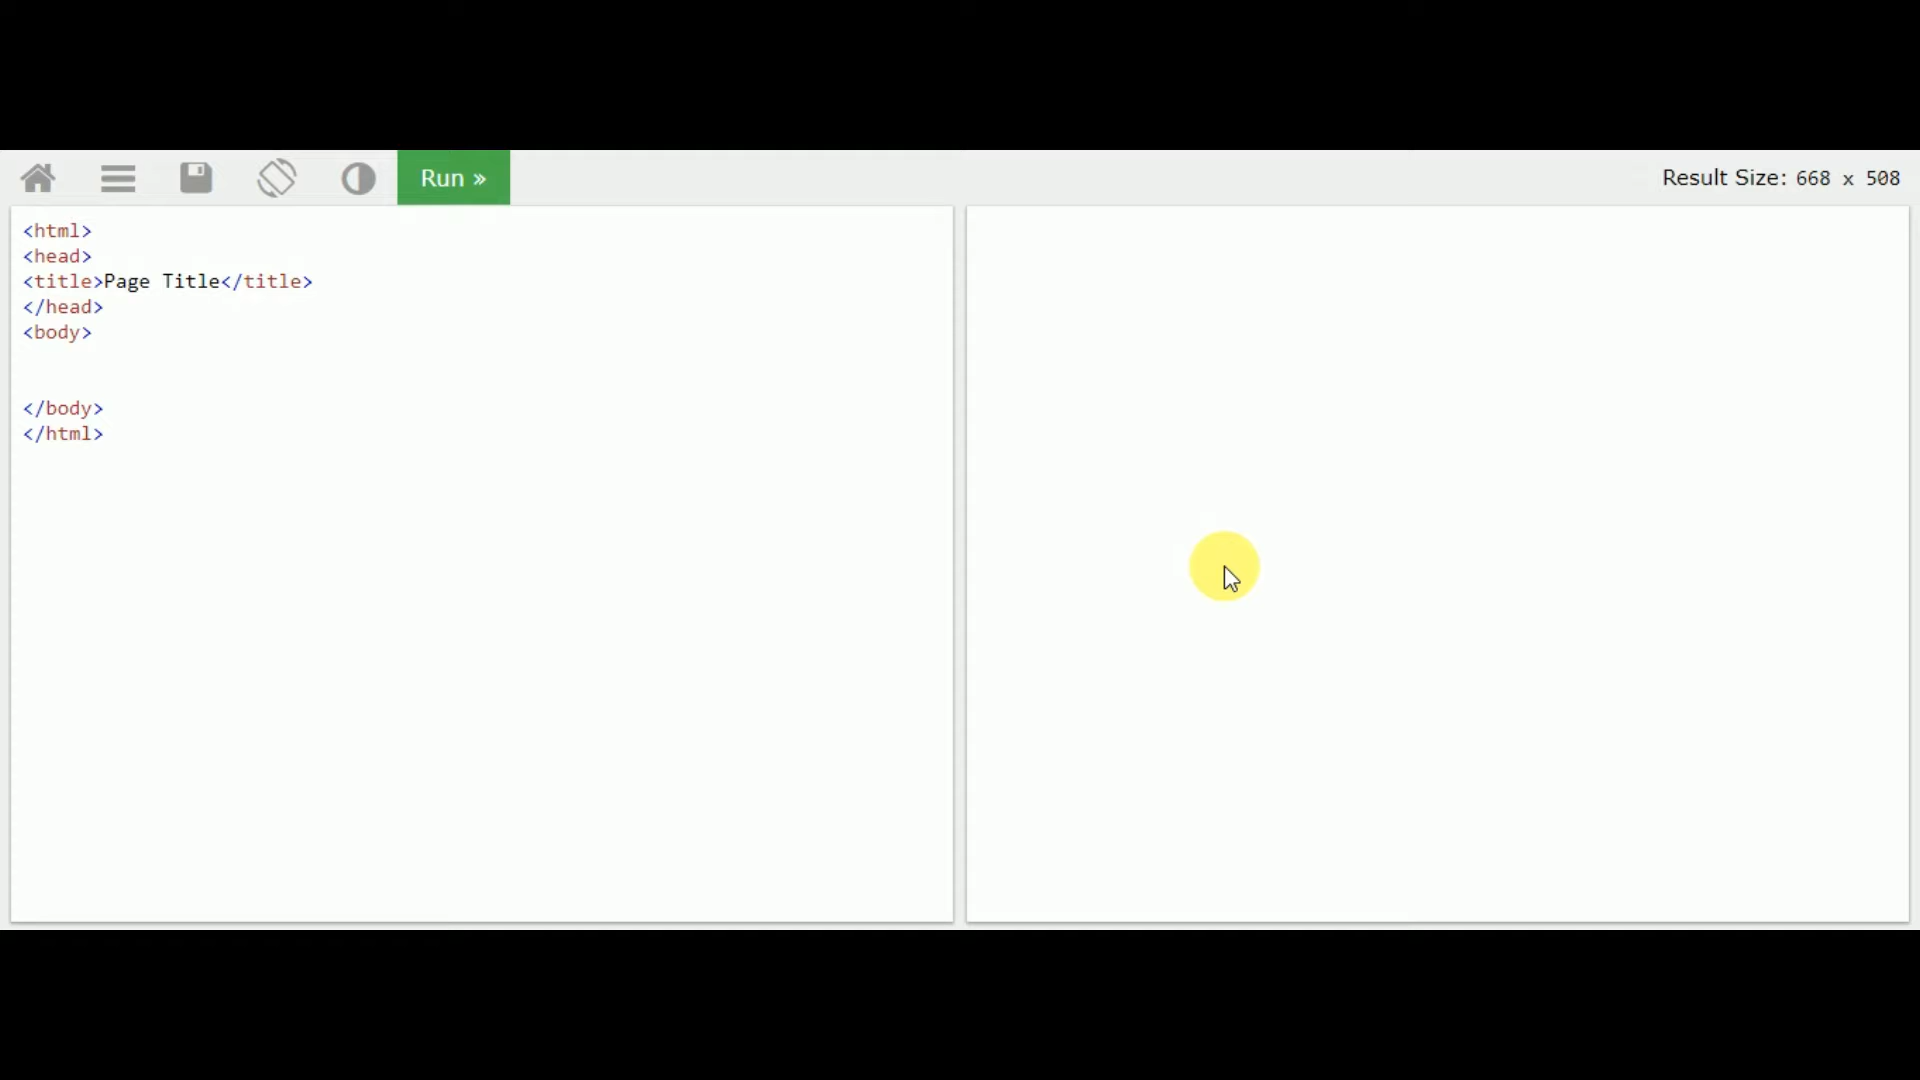 Run »
Result Size: 668 x 508
<html>
<head>
<title>Page Title</title>
</head>
<body>
</body>
</html>